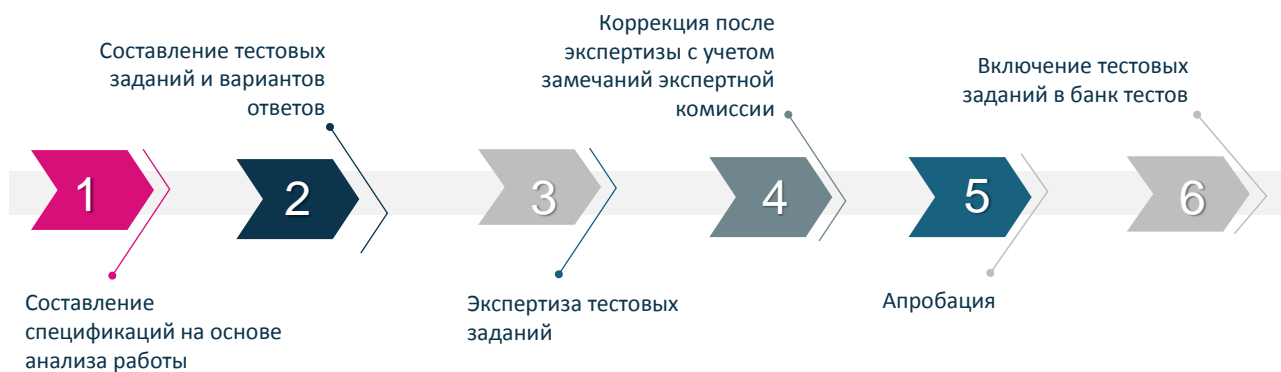 1
Составление
спецификаций на основе
анализа работы
2
Составление тестовых
заданий и вариантов
ответов
3
Экспертиза тестовых
заданий
4
Коррекция после
экспертизы с учетом
замечаний экспертной
комиссии
5
Апробация
6
Включение тестовых
заданий в банк тестов